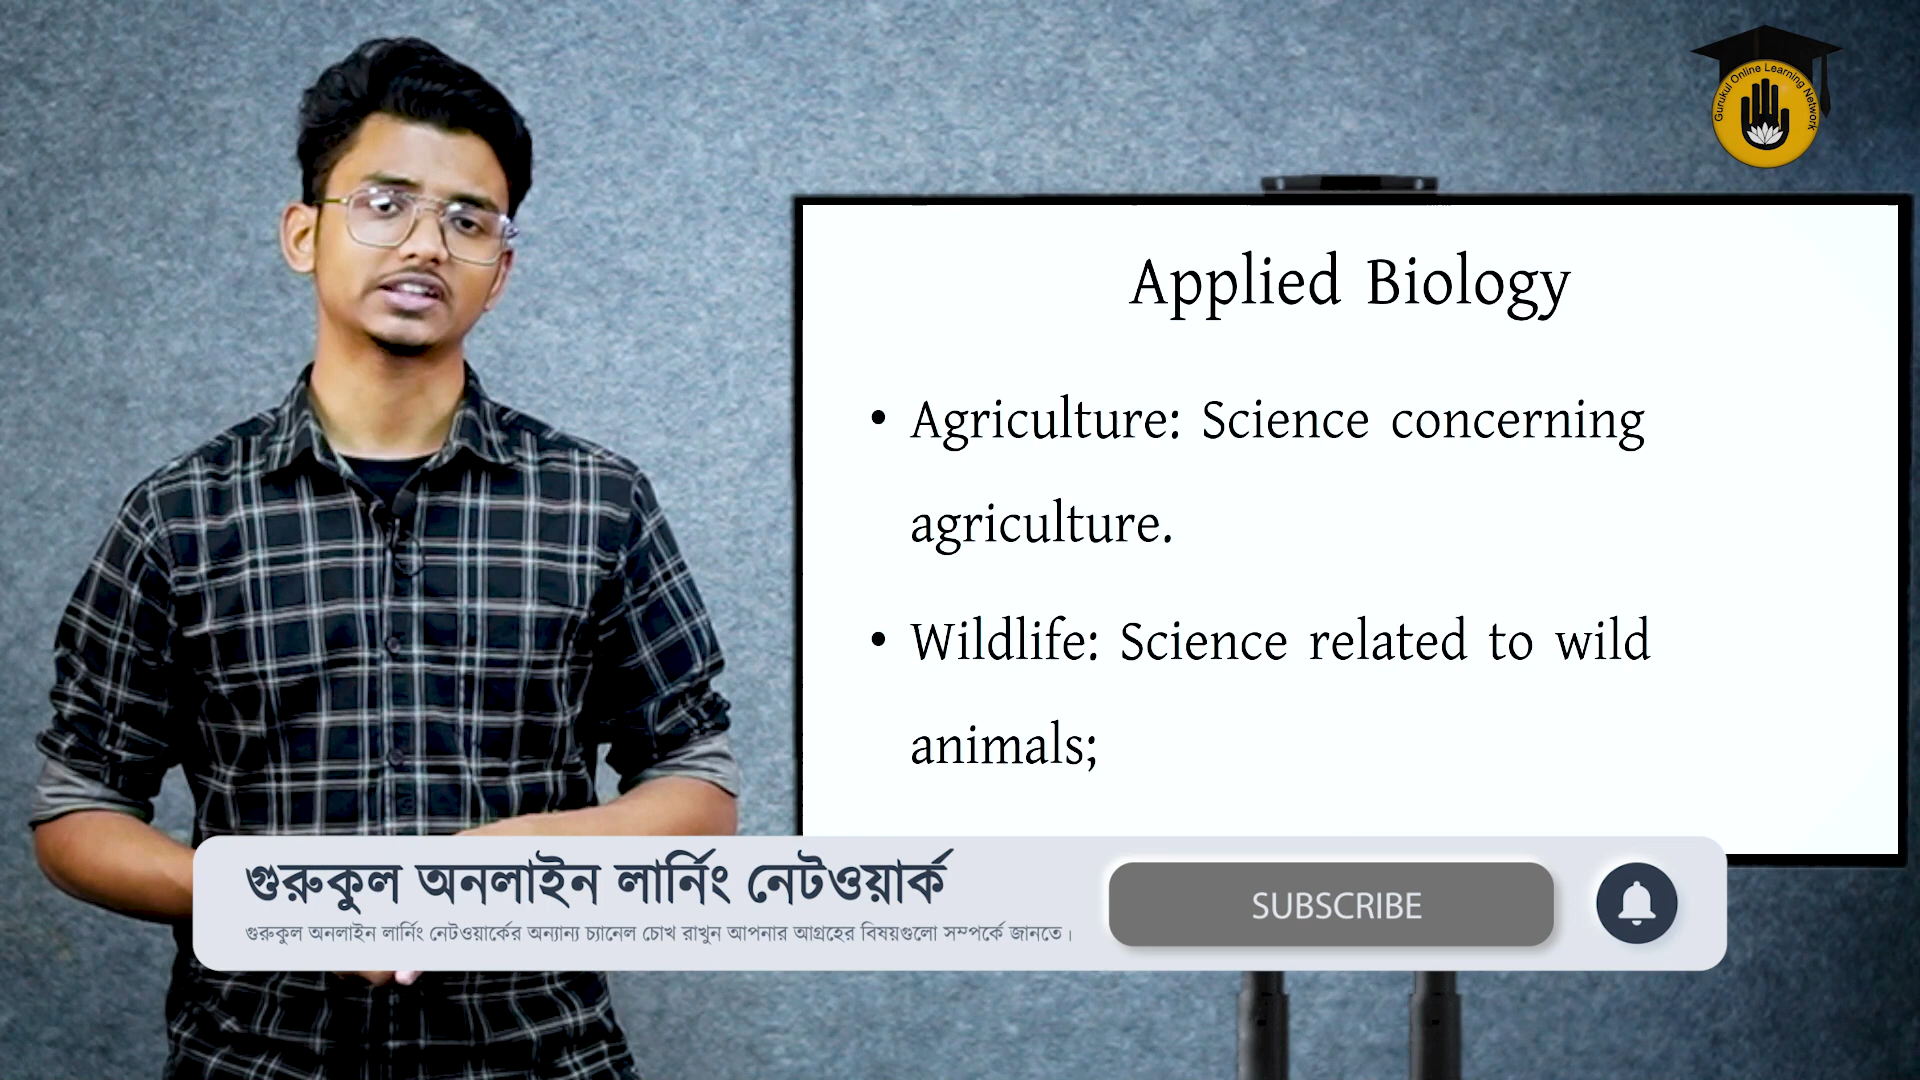 Gurukul Online Learning Network
Applied Biology
• Agriculture: Science concerning
agriculture.
• Wildlife: Science related to wild
animals;
গুরুকুল অনলাইন লার্নিং নেটওয়ার্ক
গুরুকুল অনলাইন লার্নিং নেটওয়ার্কের অন্যান্য চ্যানেল চোখ রাখুন আপনার আগ্রহের বিষয়গুলো সম্পর্কে জানতে।
SUBSCRIBE